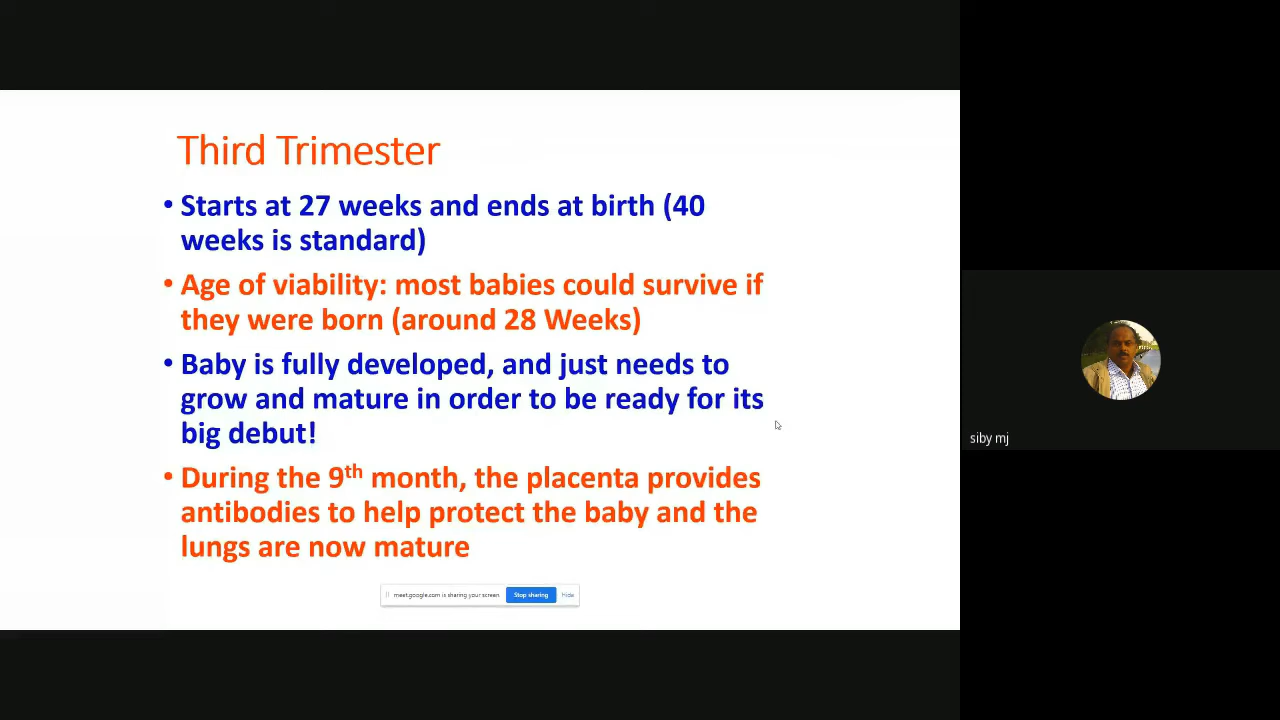 Third Trimester
• Starts at 27 weeks and ends at birth (40
weeks is standard)
• Age of viability: most babies could survive if
they were born (around 28 Weeks)
• Baby is fully developed, and just needs to
grow and mature in order to be ready for its
big debut!
• During the 9th month, the placenta provides
antibodies to help protect the baby and the
lungs are now mature
meet.google.com is sharing your screen Stop sharing Hide
siby mj